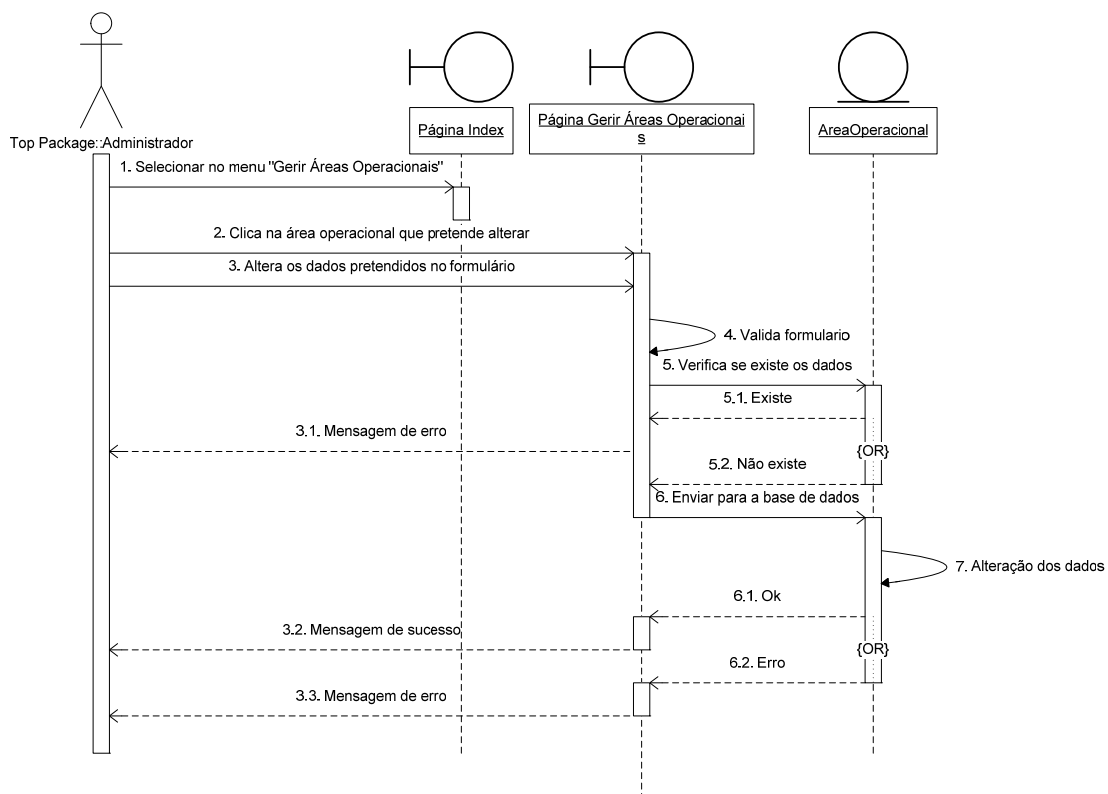 Top Package::Administrador
Página Index
Página Gerir Áreas Operacionai
s
AreaOperacional
1. Selecionar no menu "Gerir Áreas Operacionais"
2. Clica na área operacional que pretende alterar
3. Altera os dados pretendidos no formulário
4. Valida formulario
5. Verifica se existe os dados
5.1. Existe
3.1. Mensagem de erro
{OR}
5.2. Não existe
6. Enviar para a base de dados
7. Alteração dos dados
6.1. Ok
3.2. Mensagem de sucesso
{OR}
6.2. Erro
3.3. Mensagem de erro